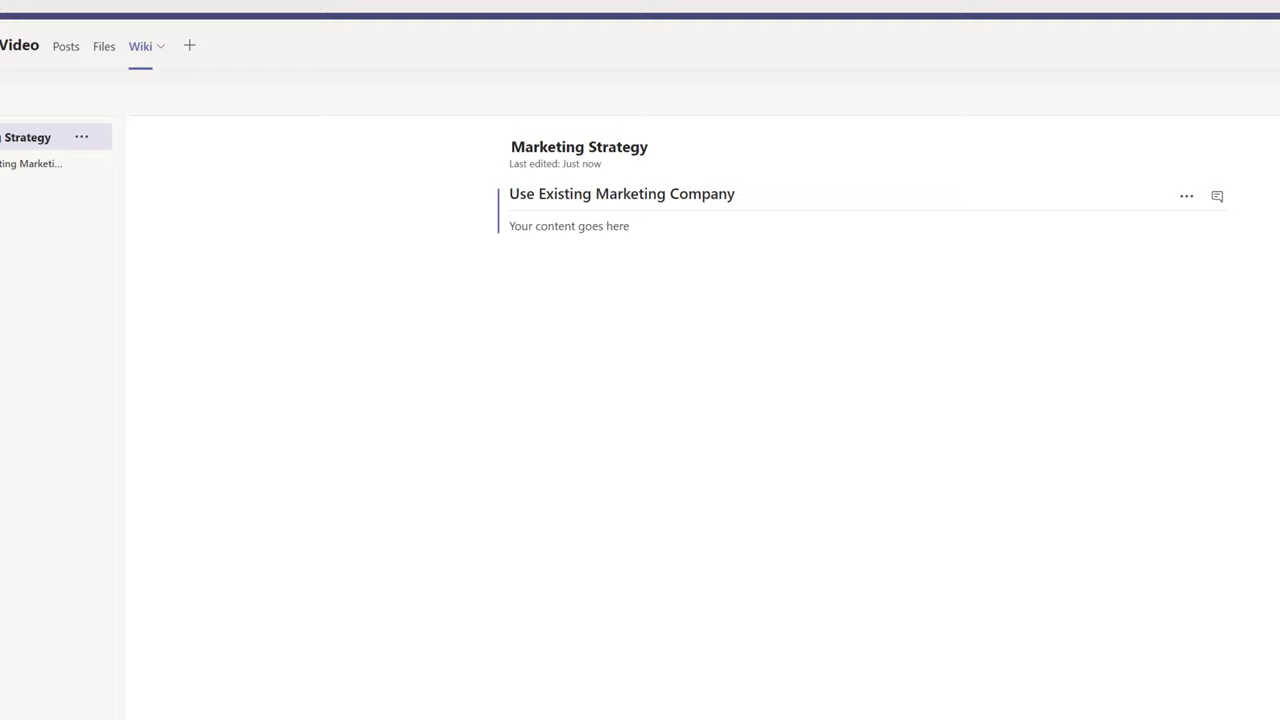 Video Posts Files Wiki
Strategy
ting Marketi...
Marketing Strategy
Last edited: Just now
Use Existing Marketing Company
Your content goes here